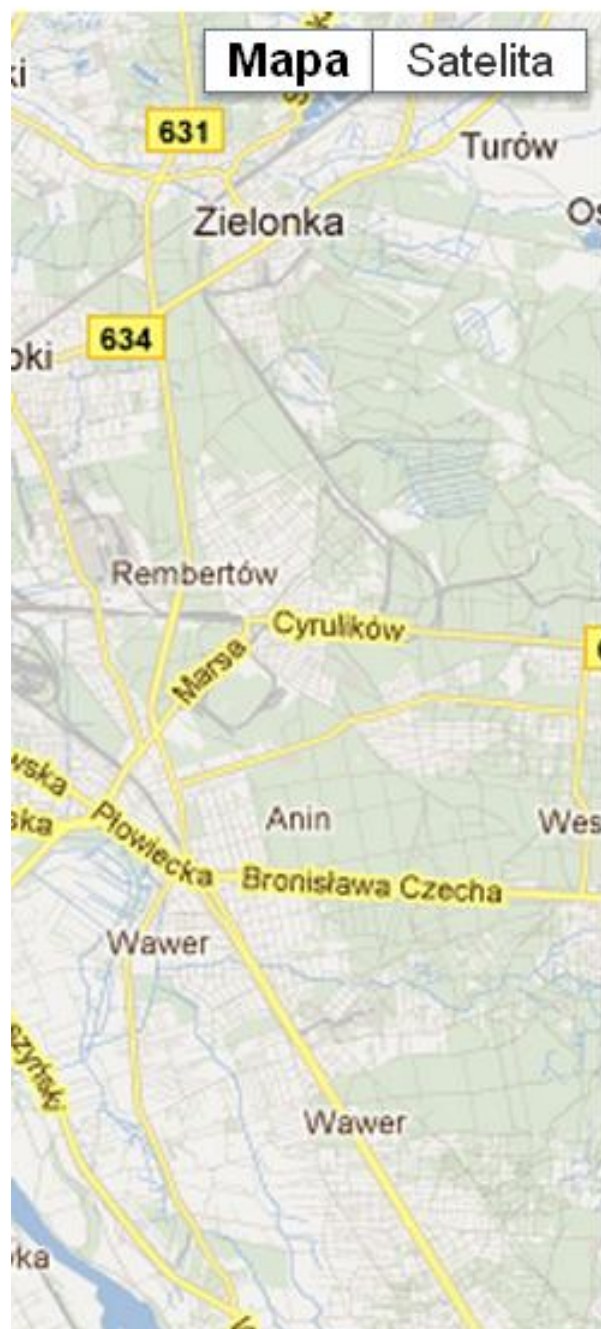 Mapa
Satelita
631
Turów
Zielonka
634
Rembertów
Cyrulików
Marsa
Anin
Płowiecka
Bronisława Czecha
Wawer
Wawer